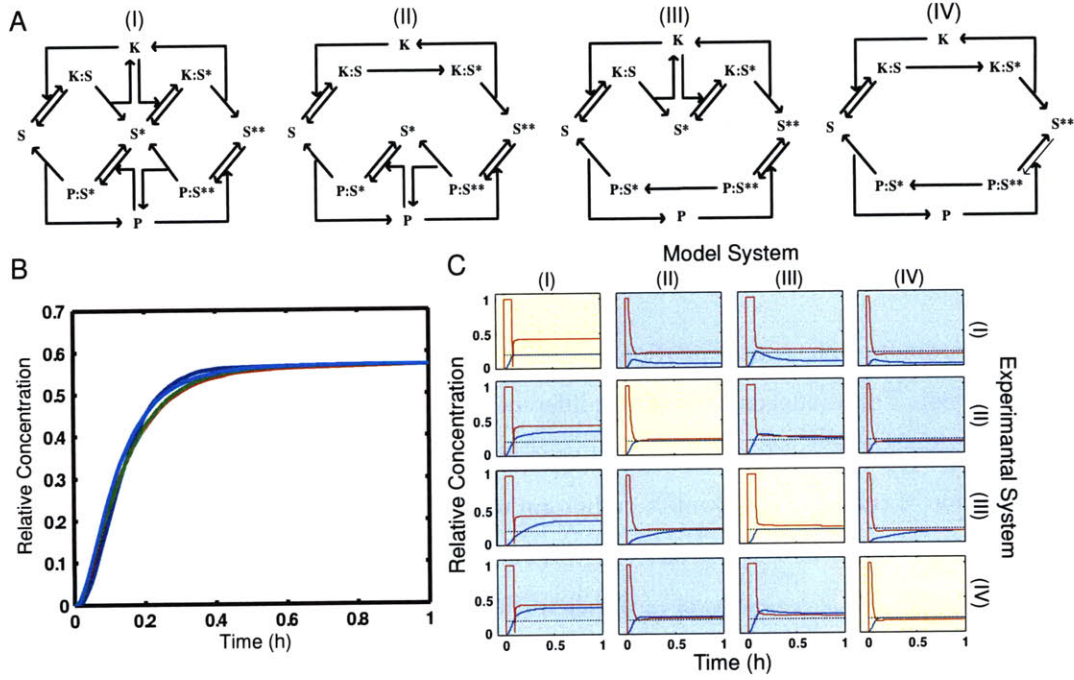 A
(I)
(II)
(III)
(IV)
K
K:S
K:S*
S
S*
S**
P:S*
P:S**
P
K
K:S
K:S*
S
S*
S**
P:S*
P:S**
P
K
K:S
K:S*
S
S*
S**
P:S*
P:S**
P
K
K:S
K:S*
S
S**
P:S*
P:S**
P
B
0.7
0.6
0.5
0.4
0.3
0.2
0.1
0
0
0.2
0.4
0.6
0.8
1
Relative Concentration
Time (h)
C
Model System
(I)
(II)
(III)
(IV)
1
0.5
0
1
0.5
0
1
0.5
0
1
0.5
0
0
0.5
1
0
0.5
1
0
0.5
1
0
0.5
1
(I)
(II)
(III)
(IV)
Relative Concentration
Experimantal System
Time (h)